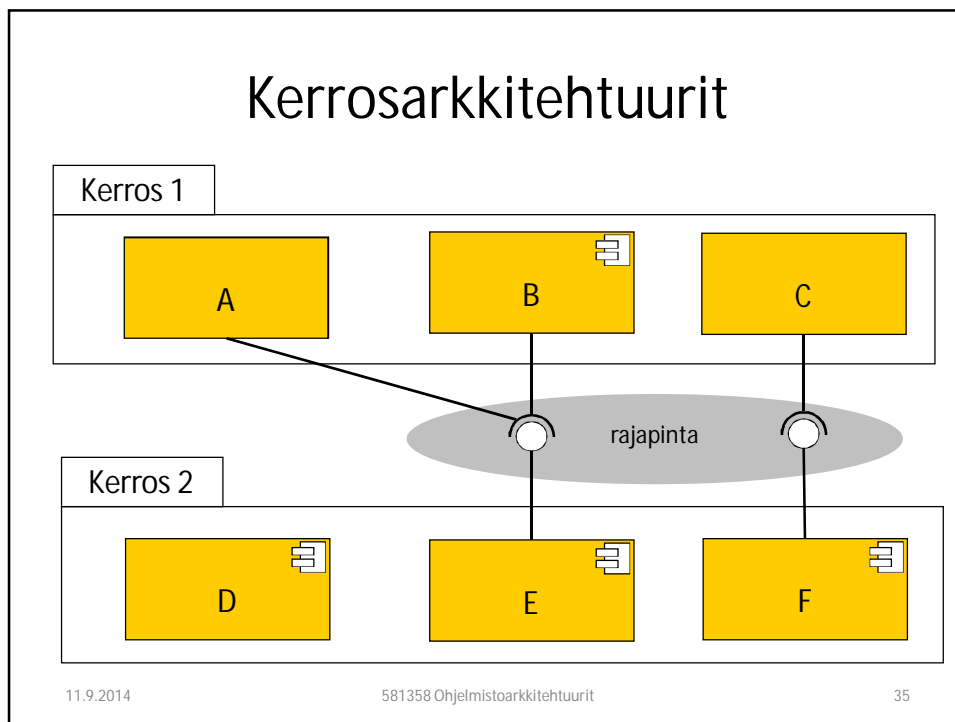 Kerrosarkkitehtuurit
Kerros 1
A
B
C
rajapinta
Kerros 2
D
E
F
11.9.2014
581358 Ohjelmistoarkkitehtuurit
35